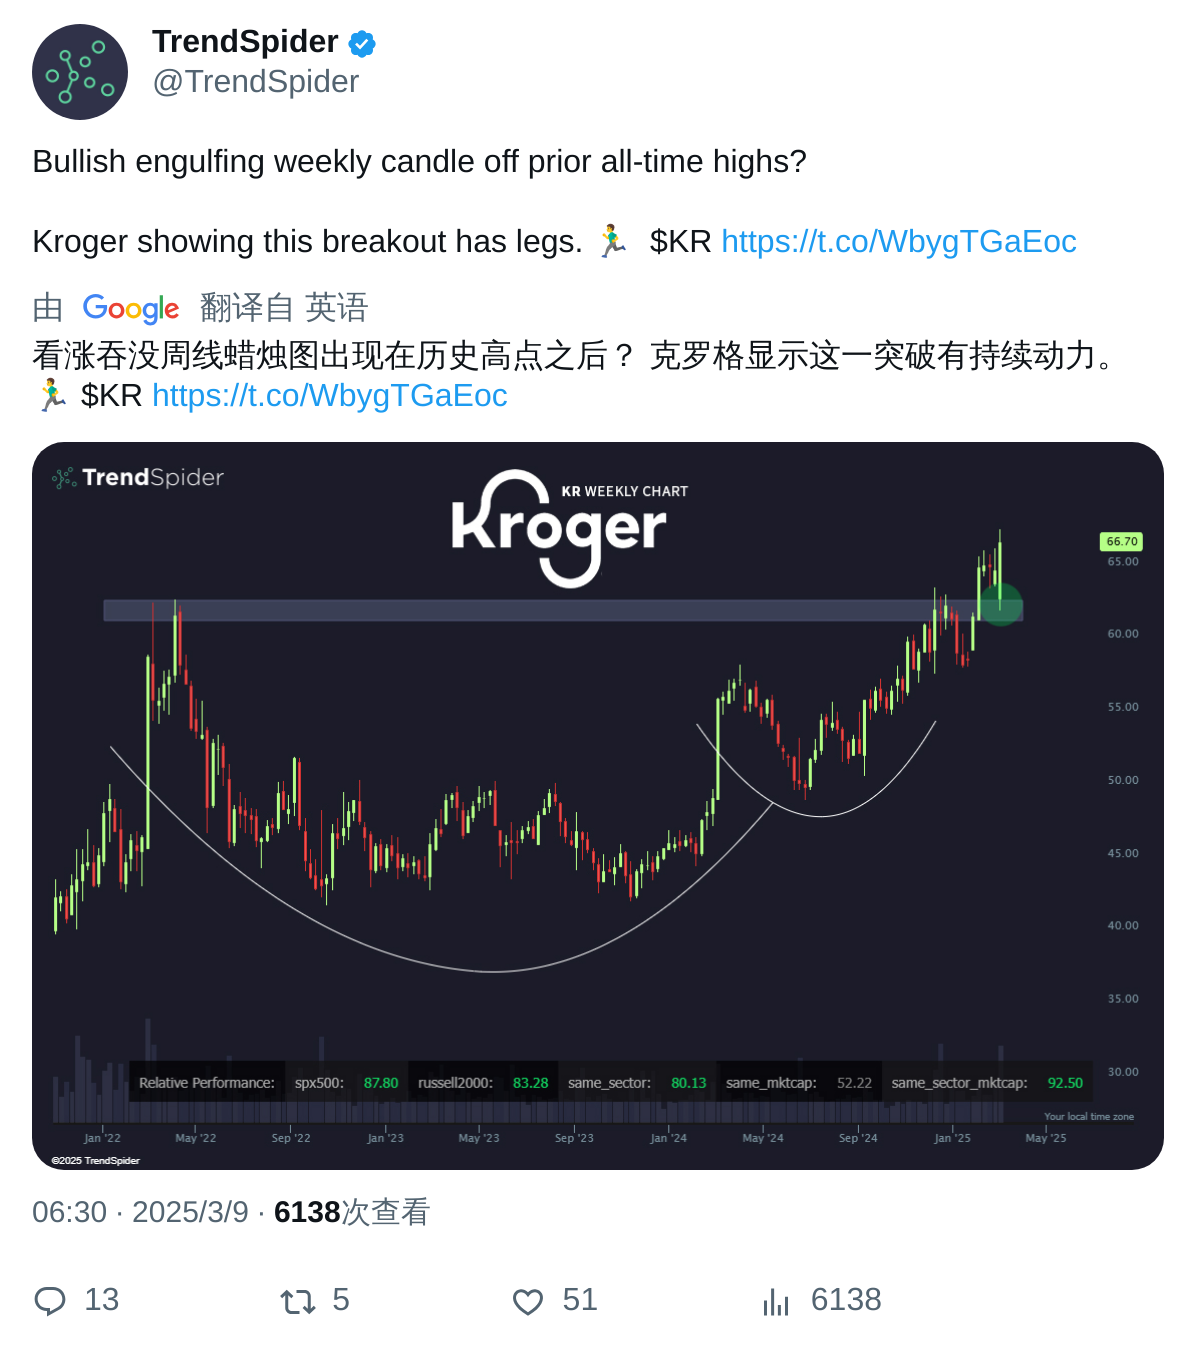 TrendSpider
@TrendSpider
Bullish engulfing weekly candle off prior all-time highs?
Kroger showing this breakout has legs. 🏃‍♂️ $KR https://t.co/WbygTGaEoc
由 Google 翻译自 英语
看涨吞没周线蜡烛图出现在历史高点之后？ 克罗格显示这一突破有持续动力。
🏃‍♂️ $KR https://t.co/WbygTGaEoc
TrendSpider
KR WEEKLY CHART
Kroger
66.70
65.00
60.00
55.00
50.00
45.00
40.00
35.00
30.00
Relative Performance: spx500: 87.80 russell2000: 83.28 same_sector: 80.13 same_mktcap: 52.22 same_sector_mktcap: 92.50
Your local time zone
Jan '22 May '22 Sep '22 Jan '23 May '23 Sep '23 Jan '24 May '24 Sep '24 Jan '25 May '25
©2025 TrendSpider
06:30 · 2025/3/9 · 6138次查看
13 5 51 6138